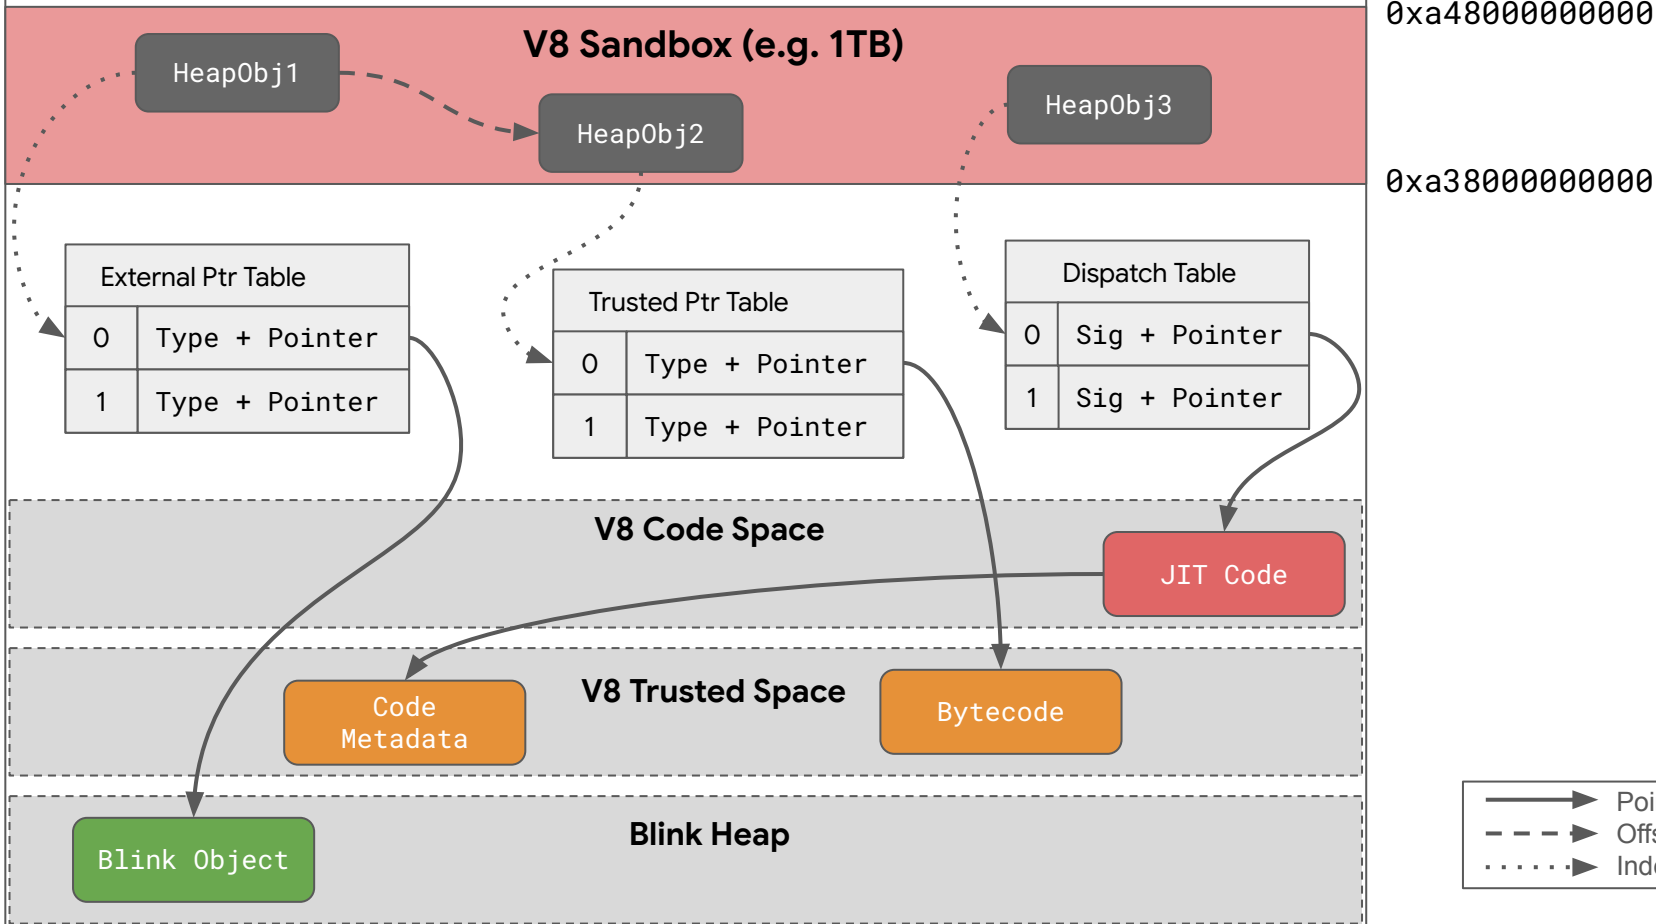 0xa48000000000
V8 Sandbox (e.g. 1TB)
HeapObj1
HeapObj2
HeapObj3
0xa38000000000
External Ptr Table
0 Type + Pointer
1 Type + Pointer
Trusted Ptr Table
0 Type + Pointer
1 Type + Pointer
Dispatch Table
0 Sig + Pointer
1 Sig + Pointer
V8 Code Space
JIT Code
V8 Trusted Space
Code
Metadata
Bytecode
Blink Heap
Blink Object